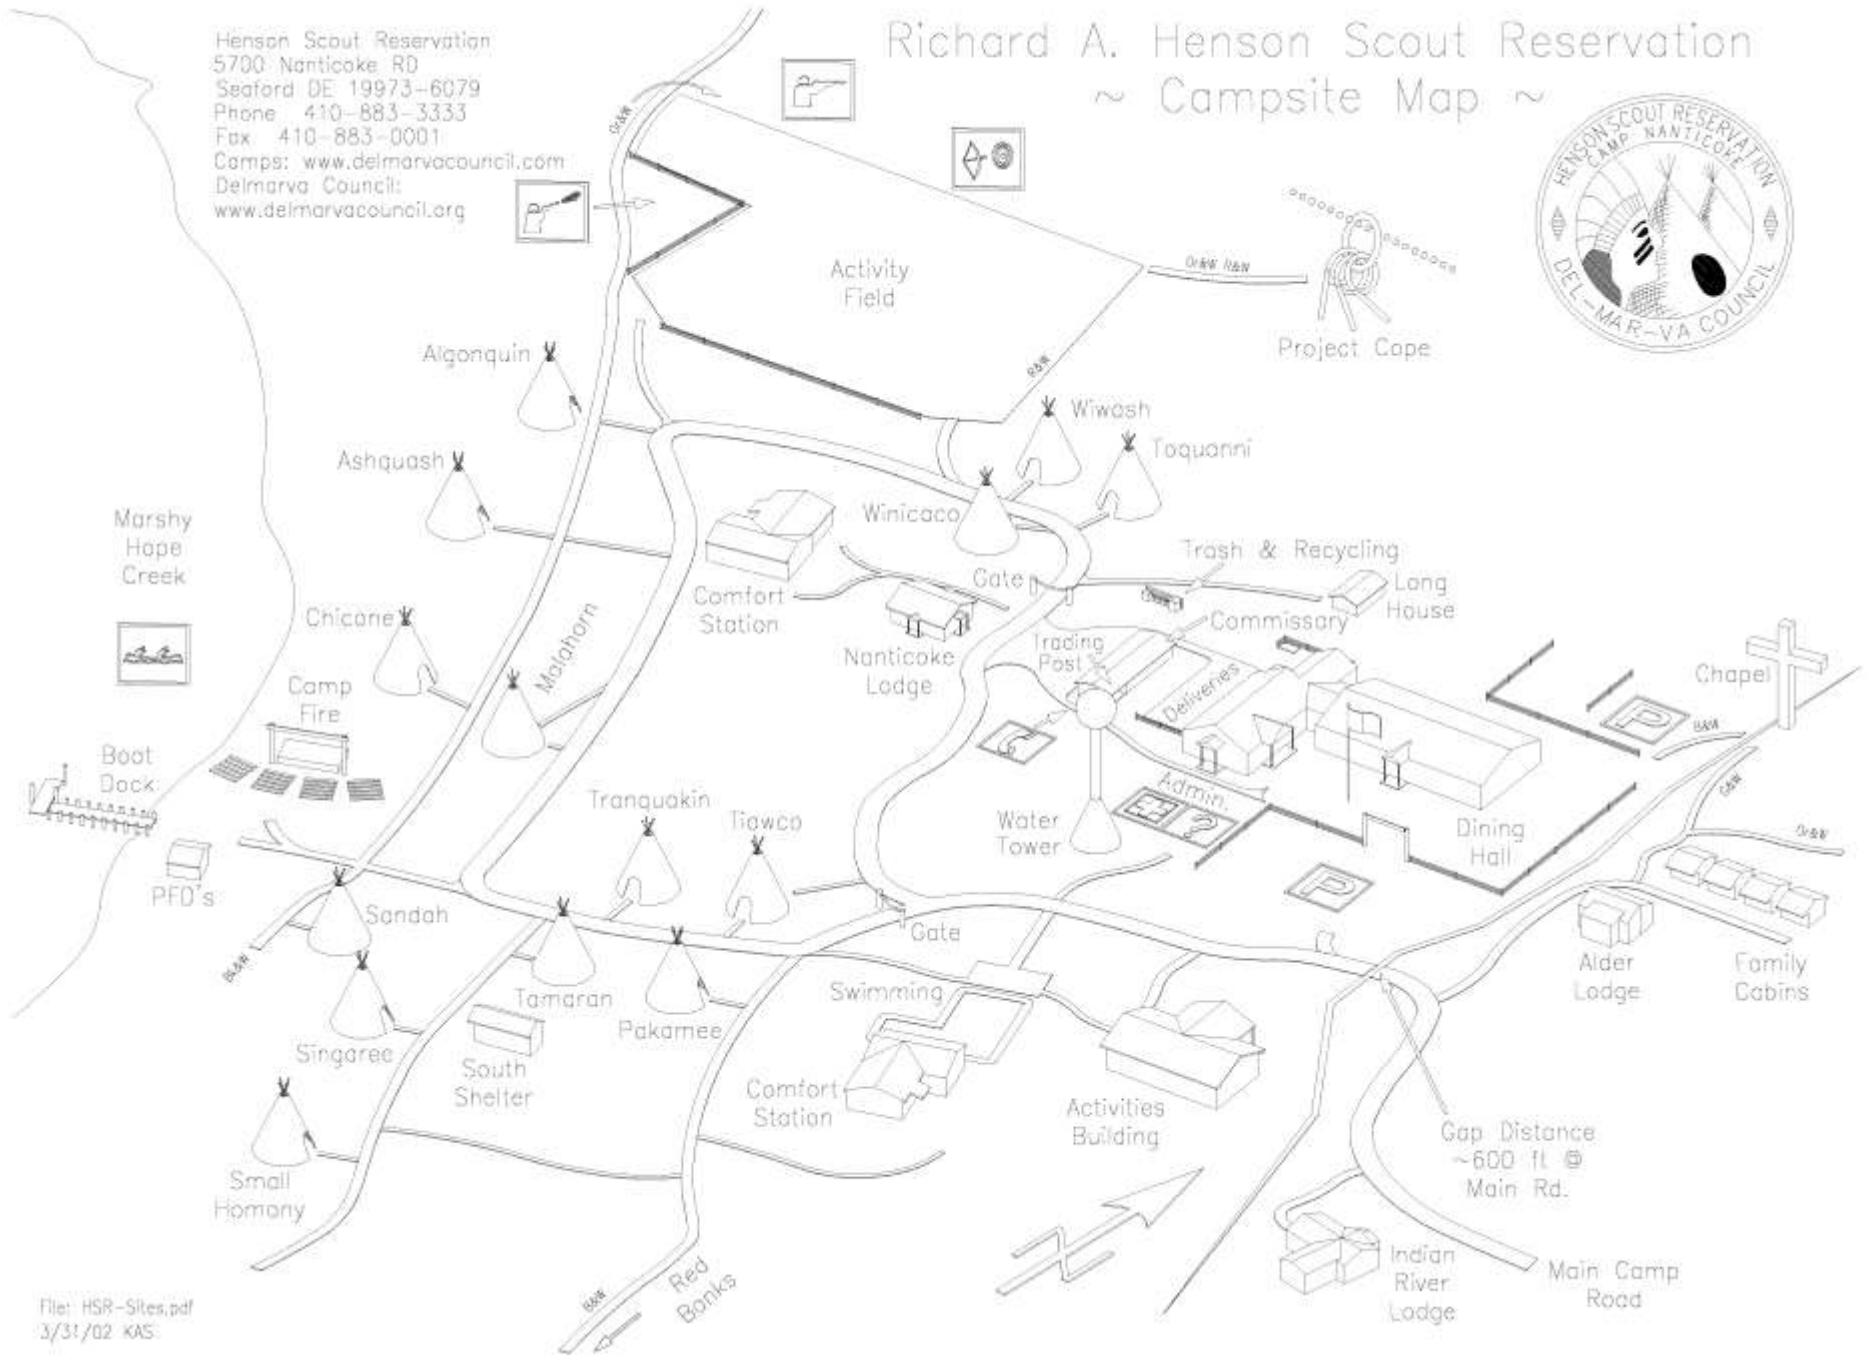 Henson Scout Reservation
5700 Nanticoke RD
Seaford DE 19973-6079
Phone 410-883-3333
Fax 410-883-0001
Camps: www.delmarvacouncil.com
Delmarva Council:
www.delmarvacouncil.org
Richard A. Henson Scout Reservation
~ Campsite Map ~
HENSON SCOUT RESERVATION
CAMP NANTICOKE
DEL-MAR-VA COUNCIL
Or&W
Activity
Field
Or&W R&W
R&W
Project Cope
Algonquin
Ashquash
Wiwash
Toquanni
Winicaco
Marshy
Hope
Creek
Comfort
Station
Gate
Trash & Recycling
Long
House
Commissary
Nanticoke
Lodge
Trading
Post
Deliveries
Chicone
Malahorn
Camp
Fire
Chapel
P
B&W
G&W
Or&W
Boat
Dock
PFD's
Tranquakin
Tiawco
Water
Tower
Admin.
?
Dining
Hall
P
Sandah
Gate
Alder
Lodge
Family
Cabins
Singaree
Tamaran
Pakamee
Swimming
South
Shelter
Comfort
Station
Activities
Building
Gap Distance
~600 ft @
Main Rd.
Small
Homony
Indian
River
Lodge
Main Camp
Road
Red
Banks
B&W
N
File: HSR-Sites.pdf
3/31/02 KAS